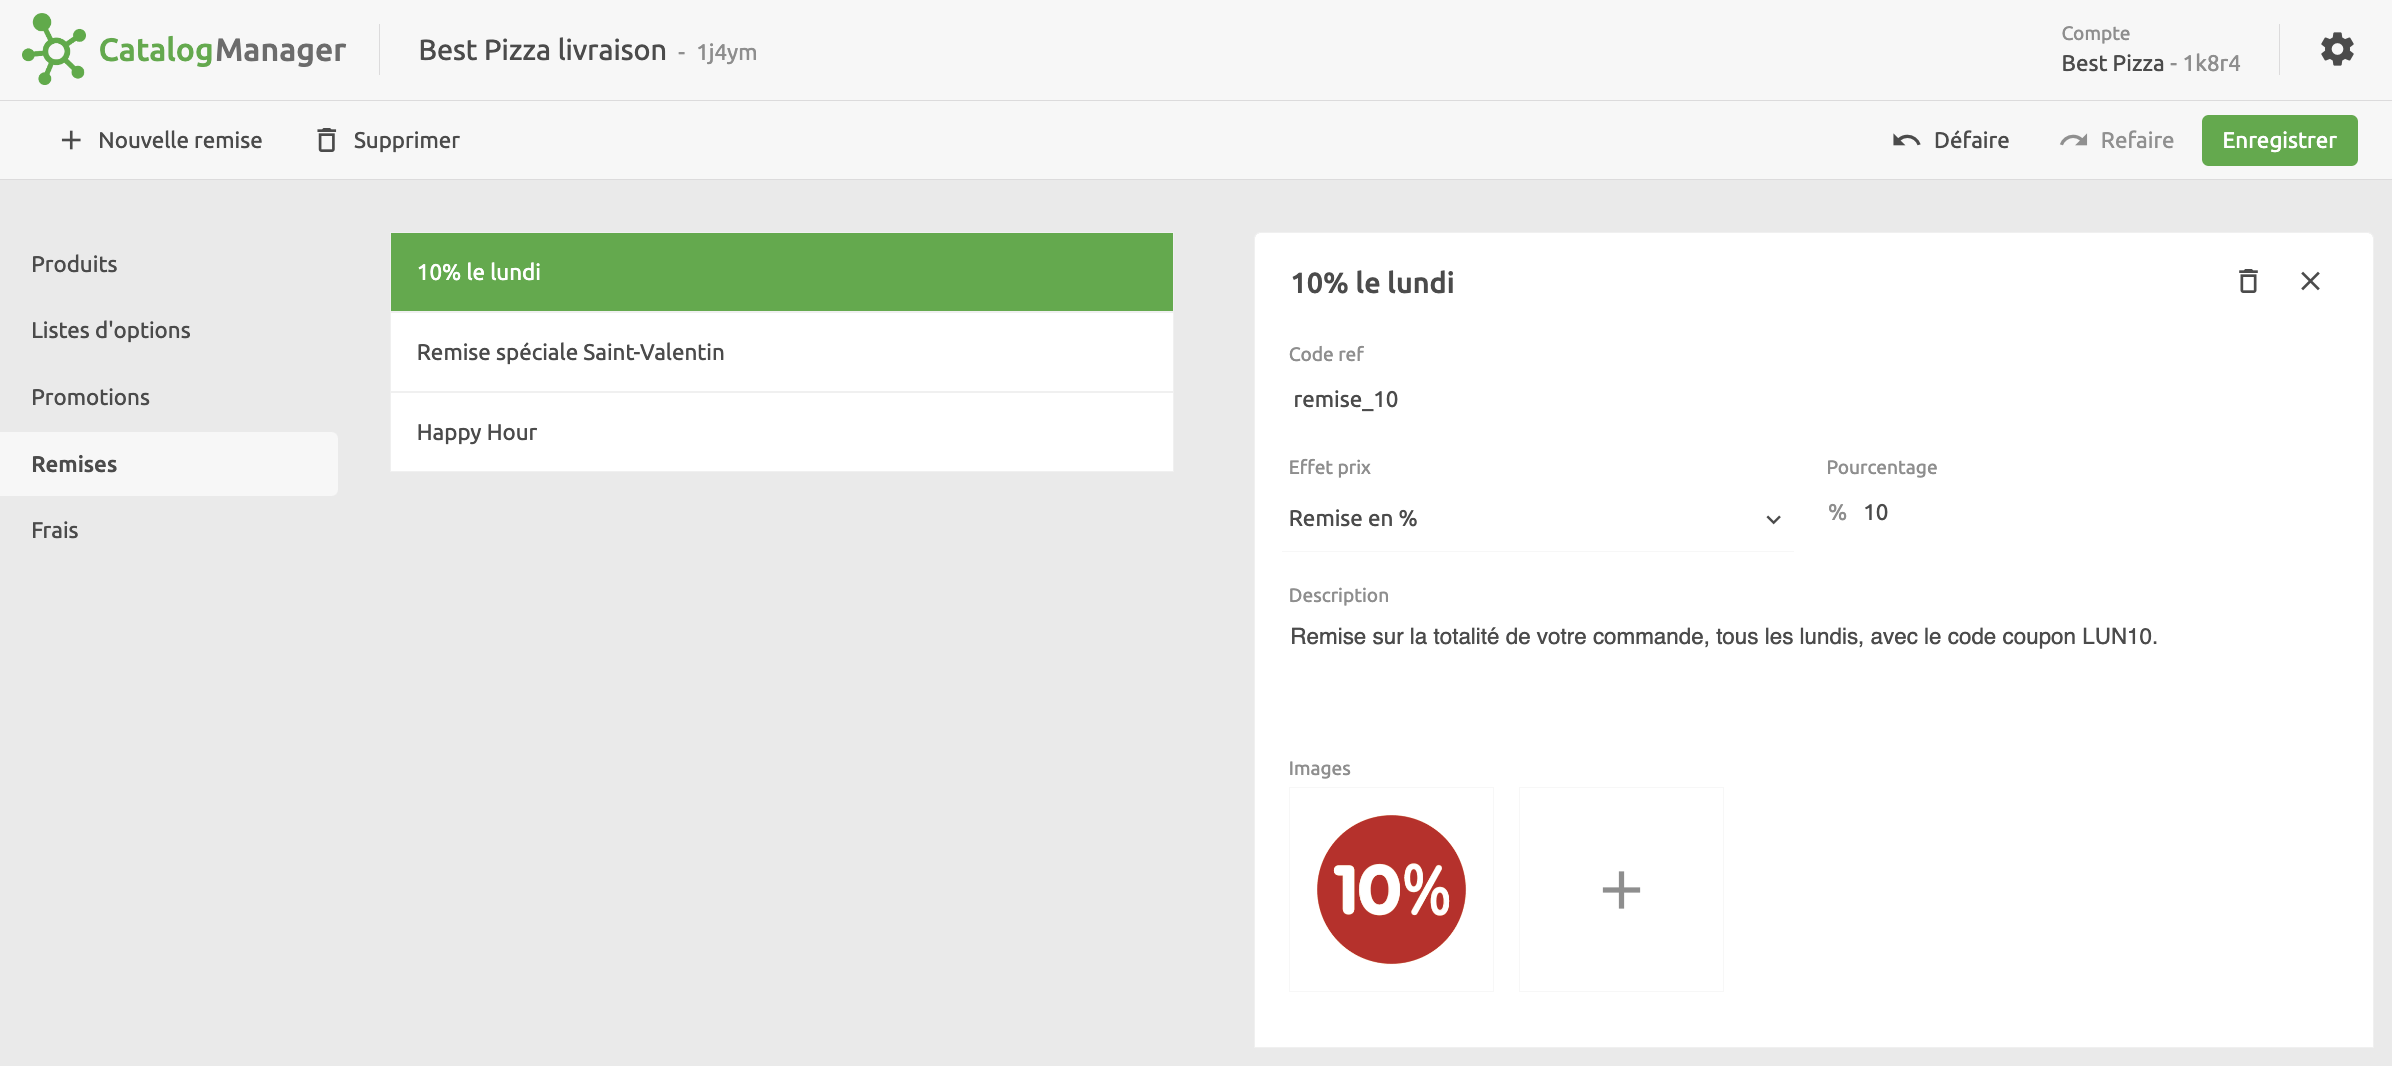 CatalogManager
Best Pizza livraison - 1j4ym
Compte
Best Pizza - 1k8r4
Nouvelle remise
Supprimer
Défaire
Refaire
Enregistrer
Produits
Listes d'options
Promotions
Remises
Frais
10% le lundi
Remise spéciale Saint-Valentin
Happy Hour
10% le lundi
Code ref
remise_10
Effet prix
Remise en %
Pourcentage
% 10
Description
Remise sur la totalité de votre commande, tous les lundis, avec le code coupon LUN10.
Images
10%